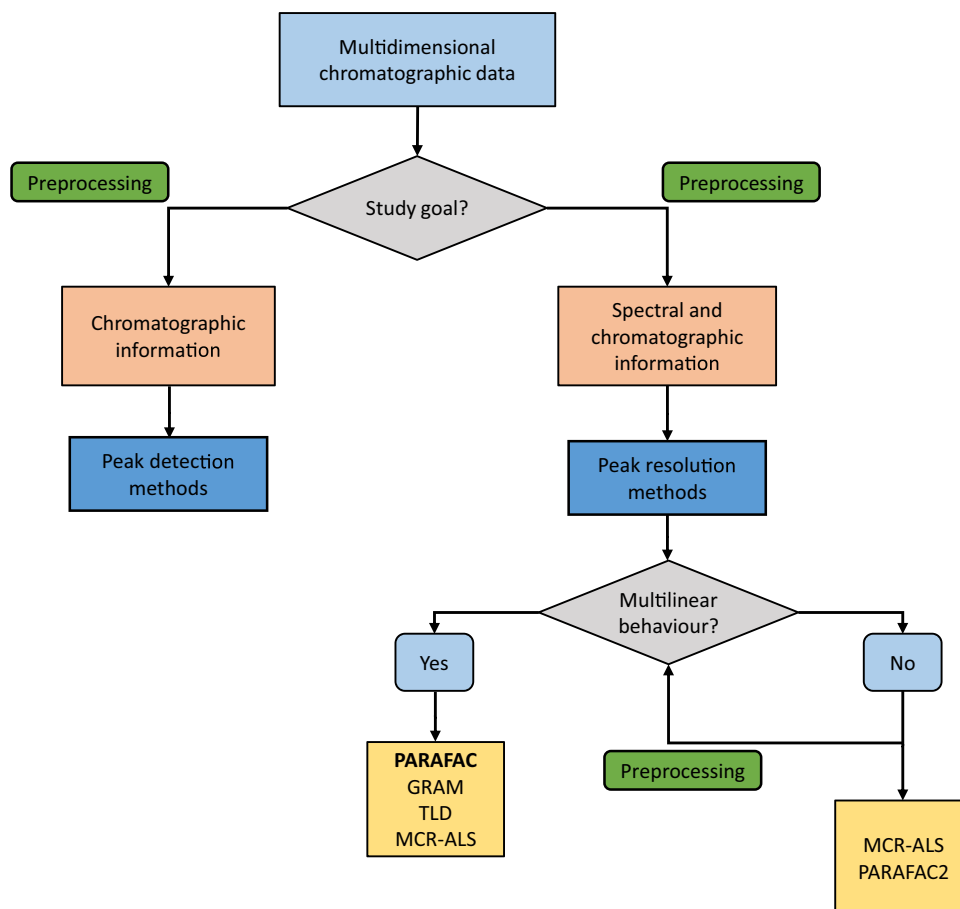 Multidimensional
chromatographic data
Preprocessing
Preprocessing
Study goal?
Chromatographic
information
Spectral and
chromatographic
information
Peak detection
methods
Peak resolution
methods
Multilinear
behaviour?
Yes
No
PARAFAC
GRAM
TLD
MCR-ALS
Preprocessing
MCR-ALS
PARAFAC2